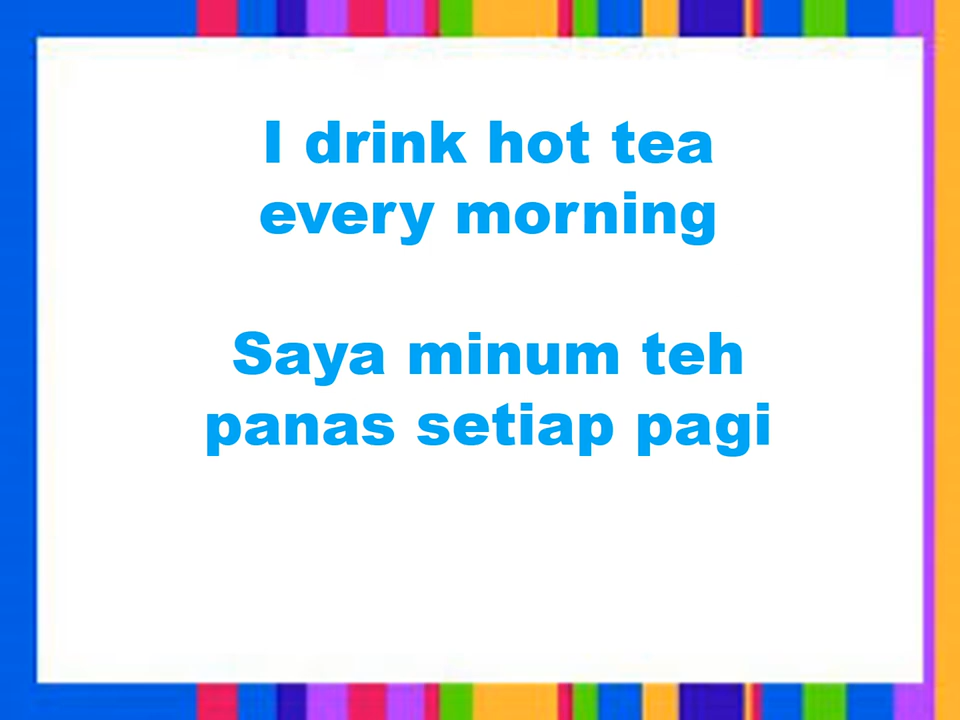 I drink hot tea
every morning
Saya minum teh
panas setiap pagi